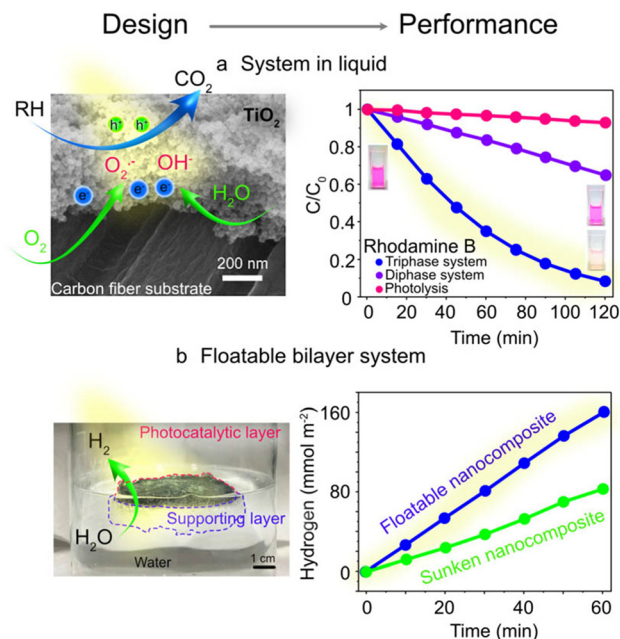 Design → Performance
a System in liquid
CO₂
RH
TiO₂
h⁺ h⁺
O₂·⁻ OH⁻
e⁻ e⁻ e⁻
H₂O
O₂
200 nm
Carbon fiber substrate
C/C₀
1
0.8
0.6
0.4
0.2
0
Rhodamine B
Triphase system
Diphase system
Photolysis
0 20 40 60 80 100 120
Time (min)
b Floatable bilayer system
H₂
Photocatalytic layer
H₂O
Supporting layer
Water
1 cm
Hydrogen (mmol m⁻²)
160
80
0
Floatable nanocomposite
Sunken nanocomposite
0 20 40 60
Time (min)